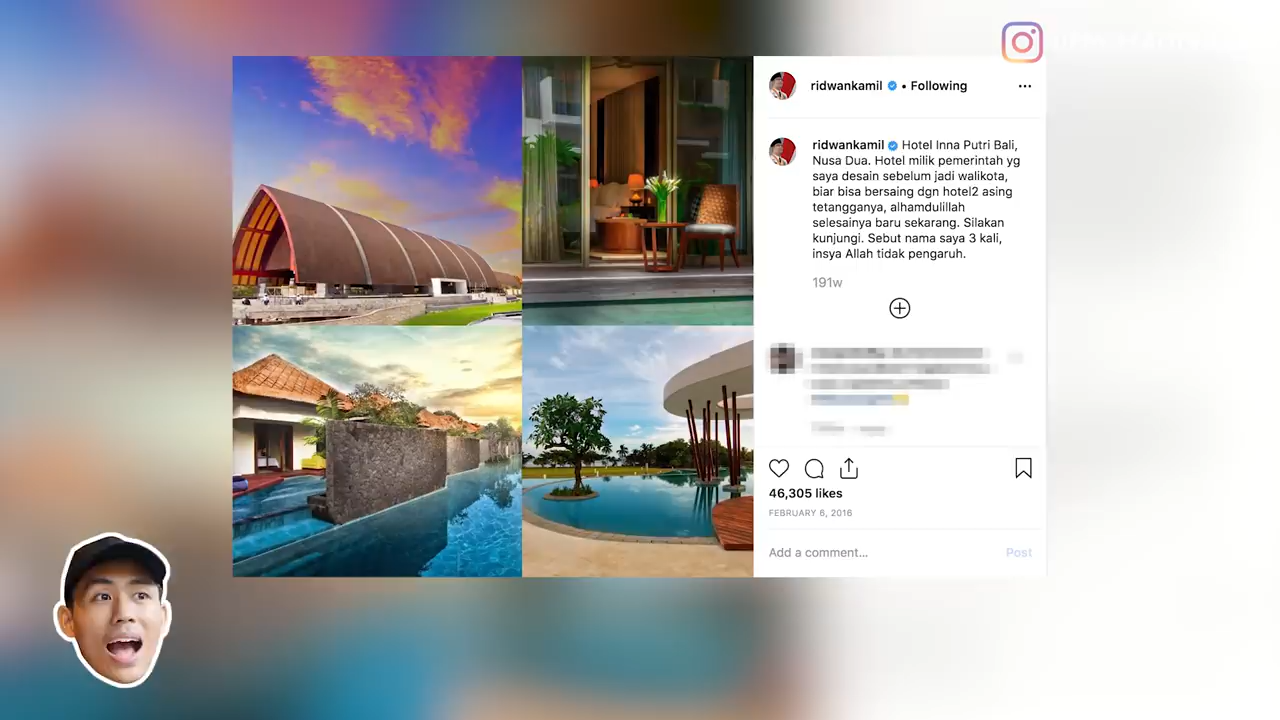 ridwankamil • Following
ridwankamil Hotel Inna Putri Bali,
Nusa Dua. Hotel milik pemerintah yg
saya desain sebelum jadi walikota,
biar bisa bersaing dgn hotel2 asing
tetangganya, alhamdulillah
selesainya baru sekarang. Silakan
kunjungi. Sebut nama saya 3 kali,
insya Allah tidak pengaruh.
191w
46,305 likes
FEBRUARY 6, 2016
Add a comment...
Post